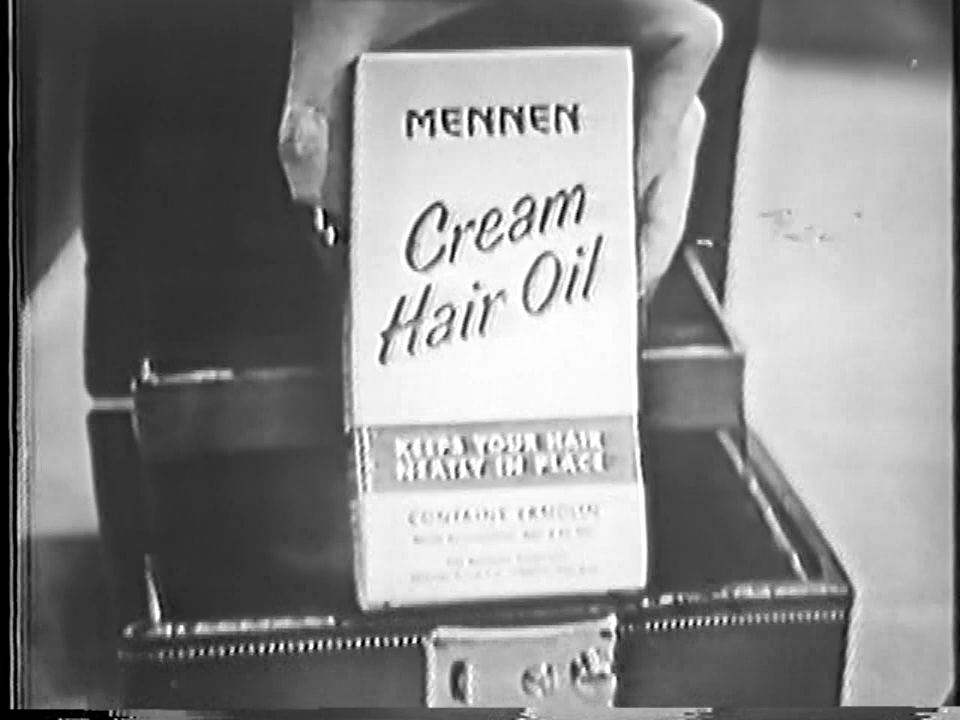 MENNEN
Cream
Hair Oil
KEEPS YOUR HAIR
NEATLY IN PLACE
CONTAINS LANOLIN